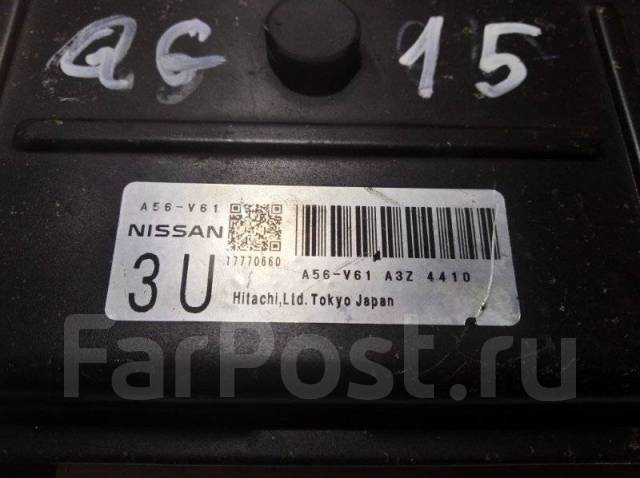 QG 15
A56-V61
NISSAN
17770660
3U
A56-V61 A3Z 4410
Hitachi,Ltd.Tokyo Japan
FarPost.ru